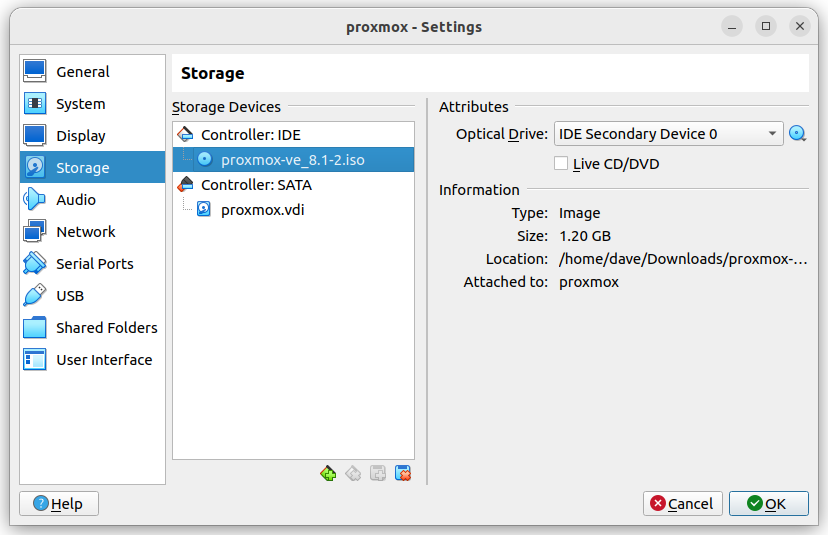 proxmox - Settings
General
System
Display
Storage
Audio
Network
Serial Ports
USB
Shared Folders
User Interface
Storage
Storage Devices
Controller: IDE
proxmox-ve_8.1-2.iso
Controller: SATA
proxmox.vdi
Attributes
Optical Drive: IDE Secondary Device 0
Live CD/DVD
Information
Type: Image
Size: 1.20 GB
Location: /home/dave/Downloads/proxmox-...
Attached to: proxmox
Help
Cancel
OK